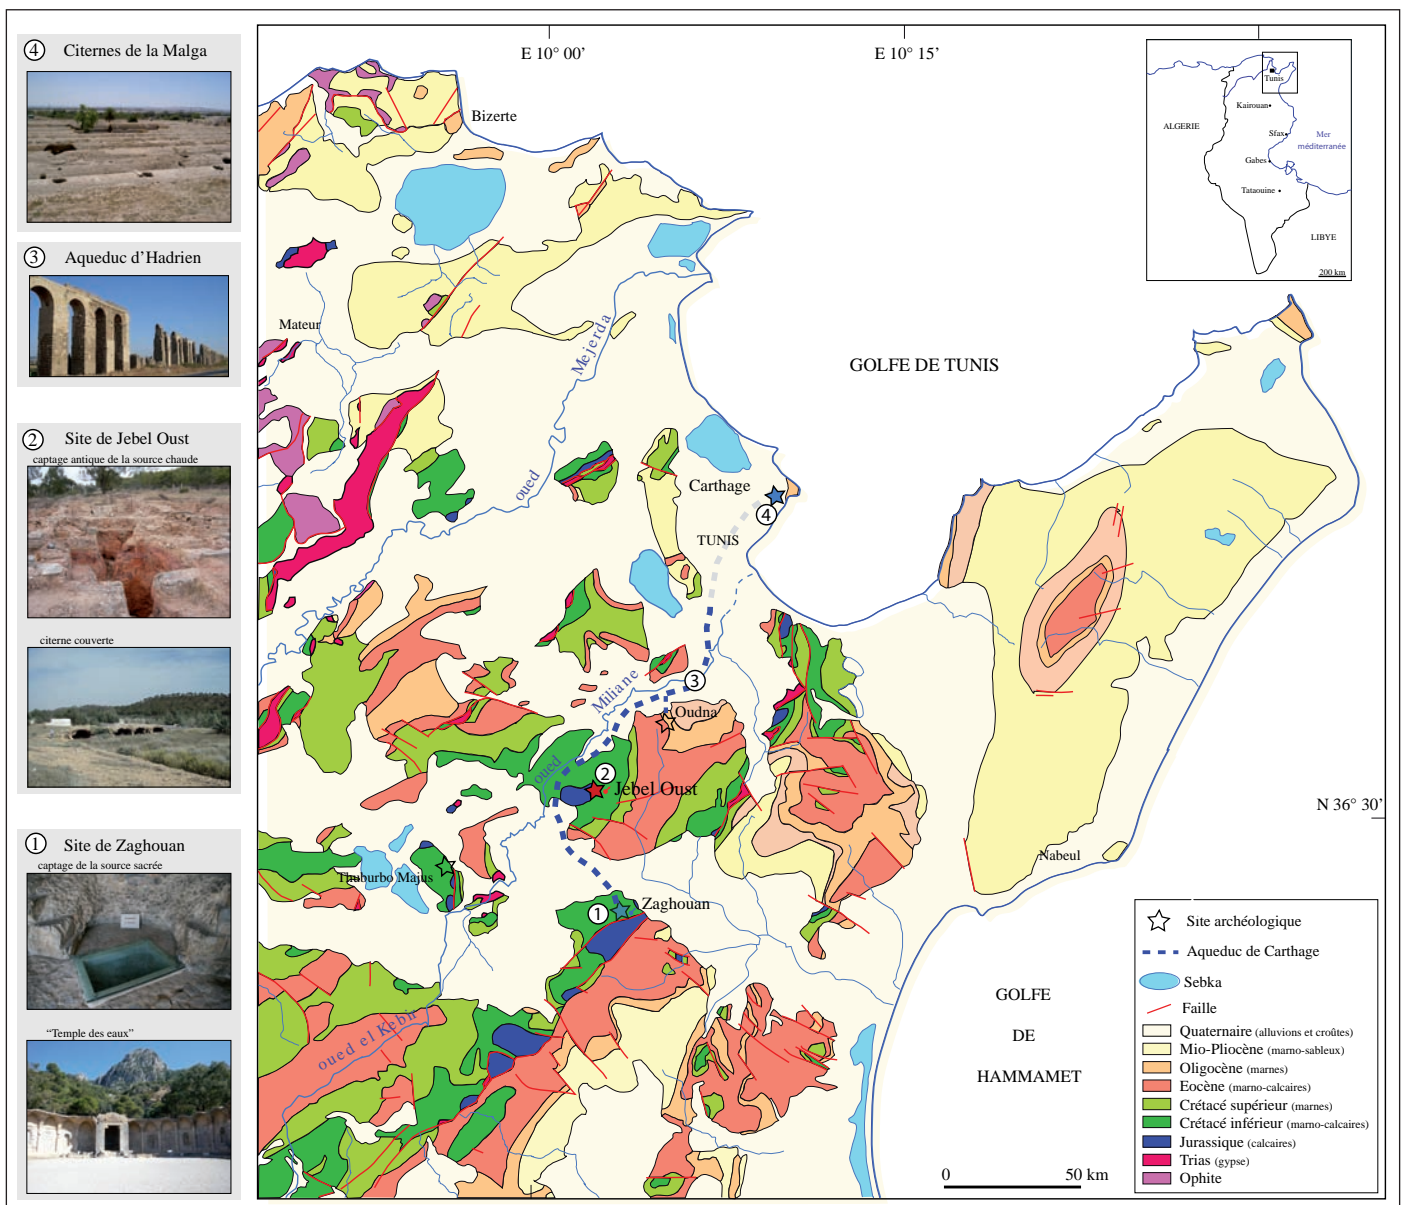 ④ Citernes de la Malga
③ Aqueduc d’Hadrien
② Site de Jebel Oust
captage antique de la source chaude
citerne couverte
① Site de Zaghouan
captage de la source sacrée
“Temple des eaux”
E 10° 00’
E 10° 15’
N 36° 30’
Bizerte
Mateur
oued Mejerda
GOLFE DE TUNIS
Carthage
④
TUNIS
③
oued Miliane
Oudna
②
Jebel Oust
Thuburbo Majus
①
Zaghouan
Nabeul
oued el Kebir
GOLFE
DE
HAMMAMET
0 50 km
Tunis
Kairouan
ALGERIE
Sfax
Mer
méditerranée
Gabes
Tataouine
LIBYE
200 km
Site archéologique
Aqueduc de Carthage
Sebka
Faille
Quaternaire (alluvions et croûtes)
Mio-Pliocène (marno-sableux)
Oligocène (marnes)
Eocène (marno-calcaires)
Crétacé supérieur (marnes)
Crétacé inférieur (marno-calcaires)
Jurassique (calcaires)
Trias (gypse)
Ophite